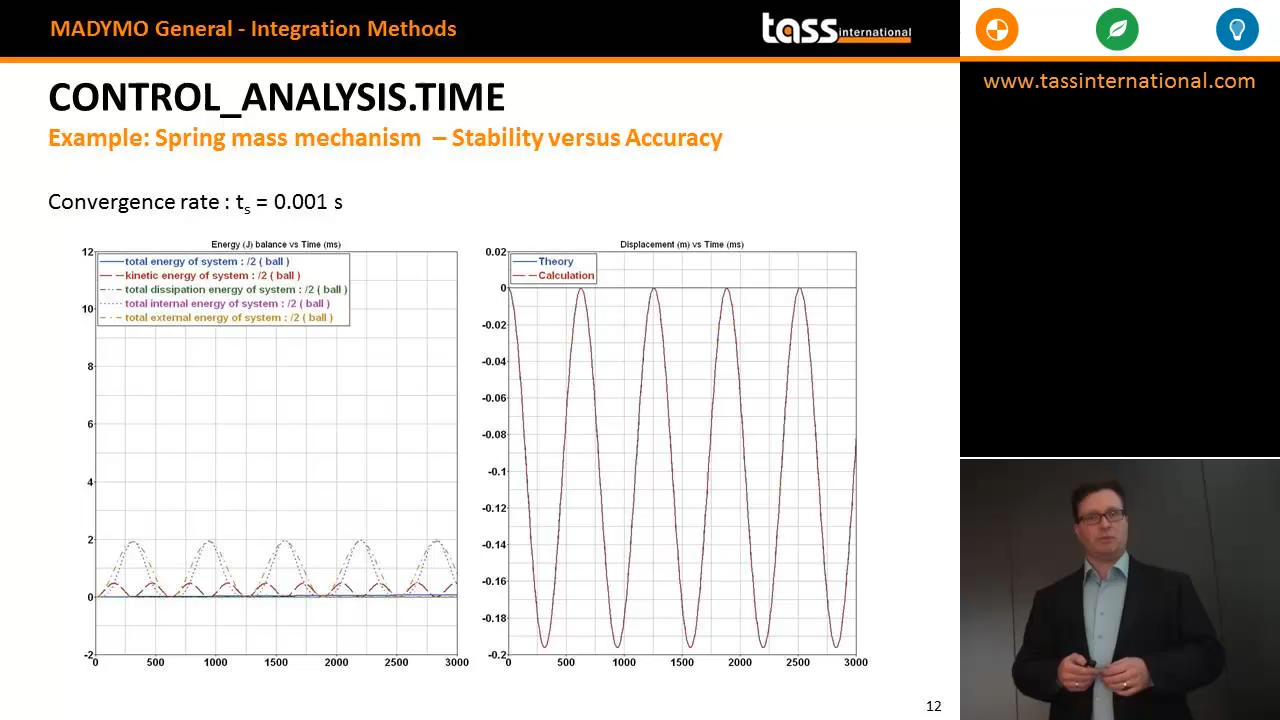 MADYMO General - Integration Methods
tass international
www.tassinternational.com
CONTROL_ANALYSIS.TIME
Example: Spring mass mechanism – Stability versus Accuracy
Convergence rate : ts = 0.001 s
Energy (J) balance vs Time (ms)
total energy of system : /2 ( ball )
kinetic energy of system : /2 ( ball )
total dissipation energy of system : /2 ( ball )
total internal energy of system : /2 ( ball )
total external energy of system : /2 ( ball )
12
10
8
6
4
2
0
-2
0 500 1000 1500 2000 2500 3000
Displacement (m) vs Time (ms)
Theory
Calculation
0.02
0
-0.02
-0.04
-0.06
-0.08
-0.1
-0.12
-0.14
-0.16
-0.18
-0.2
0 500 1000 1500 2000 2500 3000
12